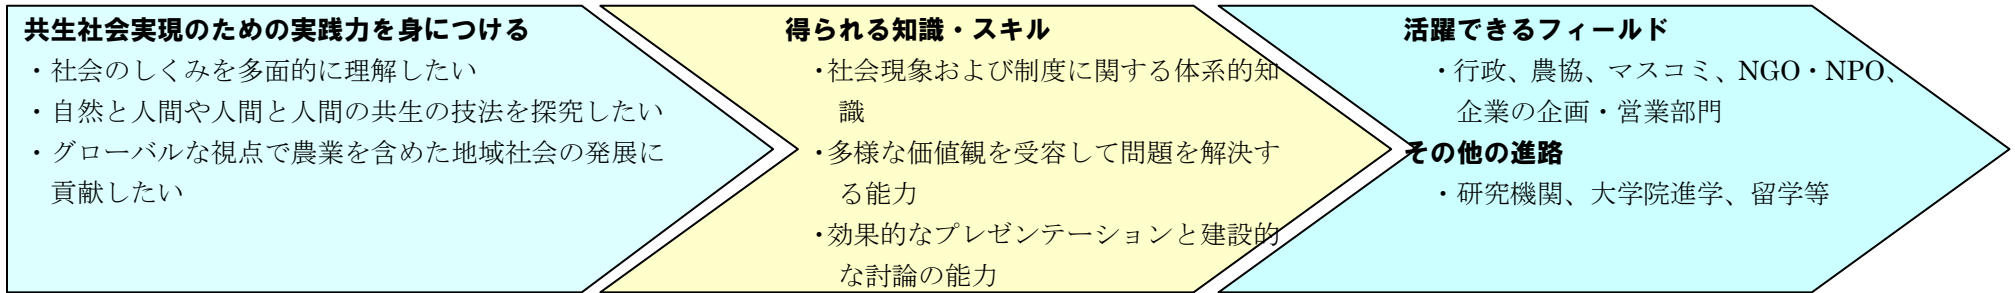 共生社会実現のための実践力を身につける
・社会のしくみを多面的に理解したい
・自然と人間や人間と人間の共生の技法を探究したい
・グローバルな視点で農業を含めた地域社会の発展に
貢献したい
得られる知識・スキル
・社会現象および制度に関する体系的知
識
・多様な価値観を受容して問題を解決す
る能力
・効果的なプレゼンテーションと建設的
な討論の能力
活躍できるフィールド
・行政、農協、マスコミ、NGO・NPO、
企業の企画・営業部門
その他の進路
・研究機関、大学院進学、留学等